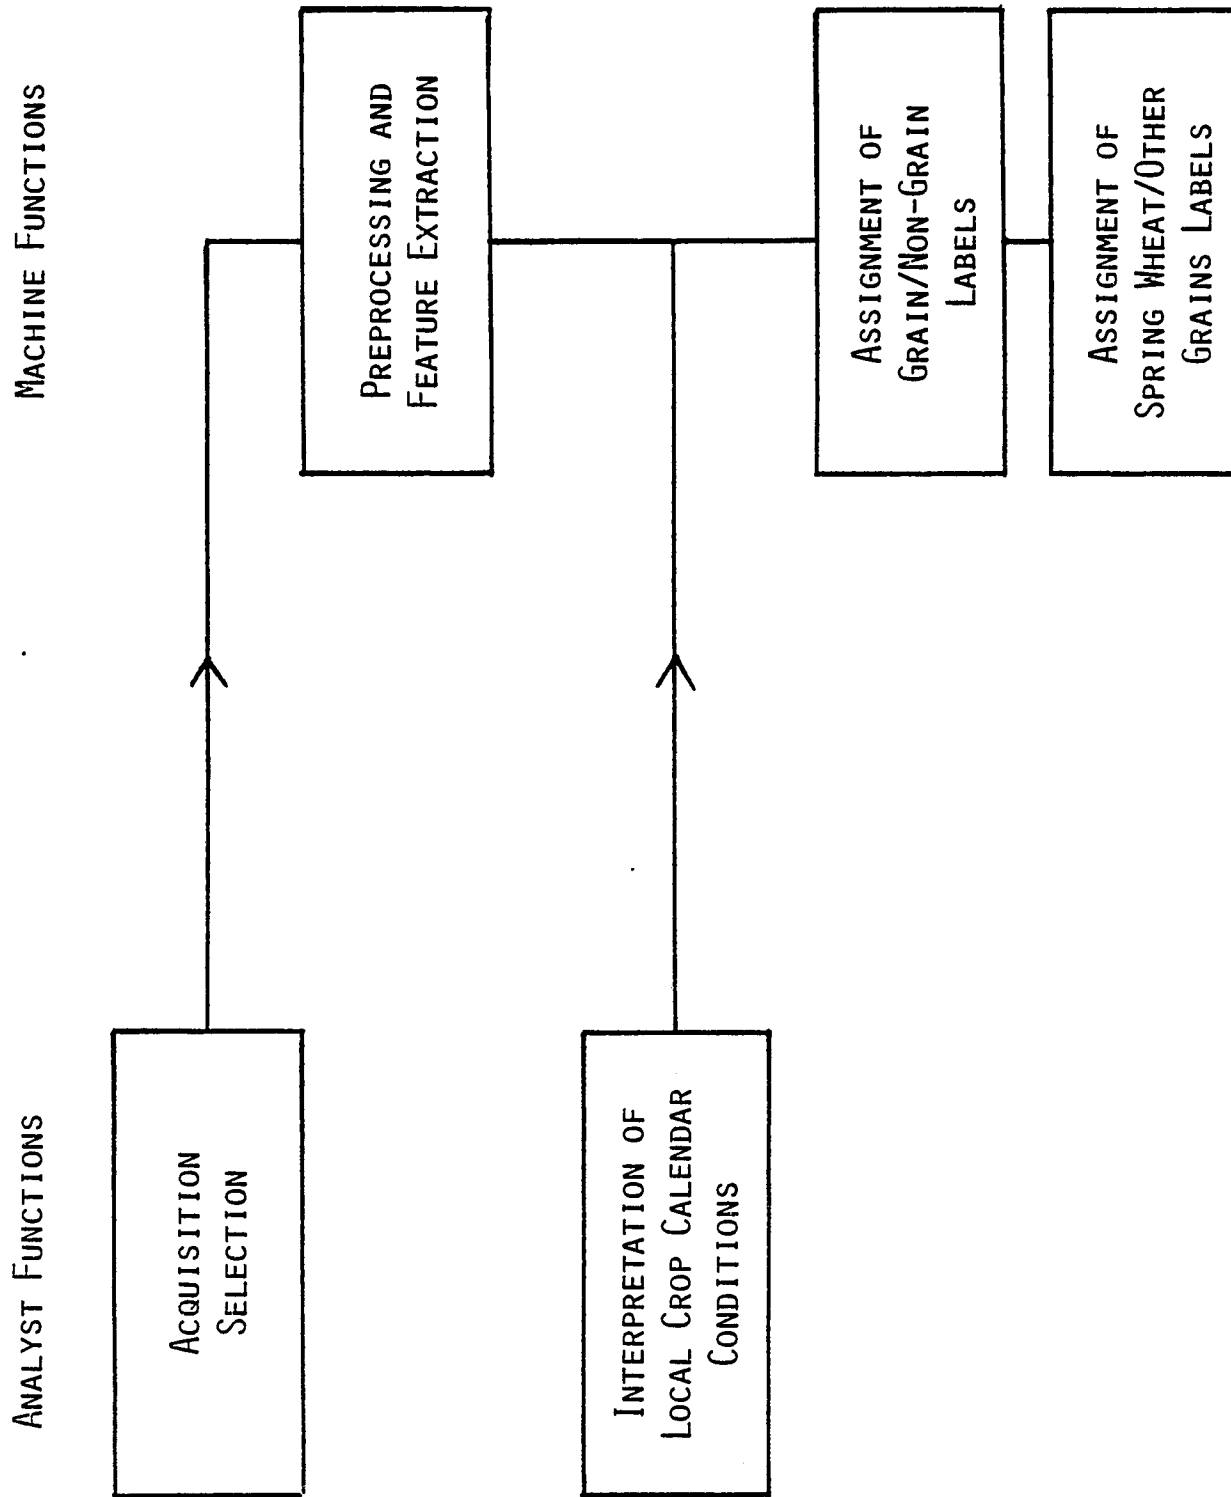 ANALYST FUNCTIONS
MACHINE FUNCTIONS
ACQUISITION
SELECTION
PREPROCESSING AND
FEATURE EXTRACTION
INTERPRETATION OF
LOCAL CROP CALENDAR
CONDITIONS
ASSIGNMENT OF
GRAIN/NON-GRAIN
LABELS
ASSIGNMENT OF
SPRING WHEAT/OTHER
GRAINS LABELS